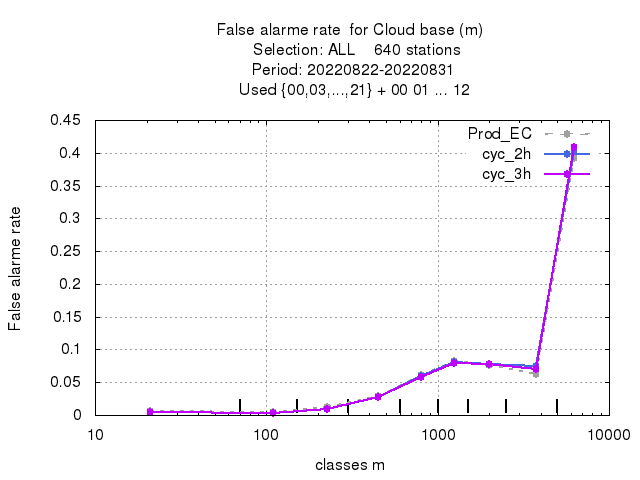 False alarme rate  for Cloud base (m)
Selection: ALL    640 stations
Period: 20220822-20220831
Used {00,03,...,21} + 00 01 ... 12
Prod_EC
cyc_2h
cyc_3h
0.45
0.4
0.35
0.3
0.25
0.2
0.15
0.1
0.05
0
False alarme rate
10
100
1000
10000
classes m